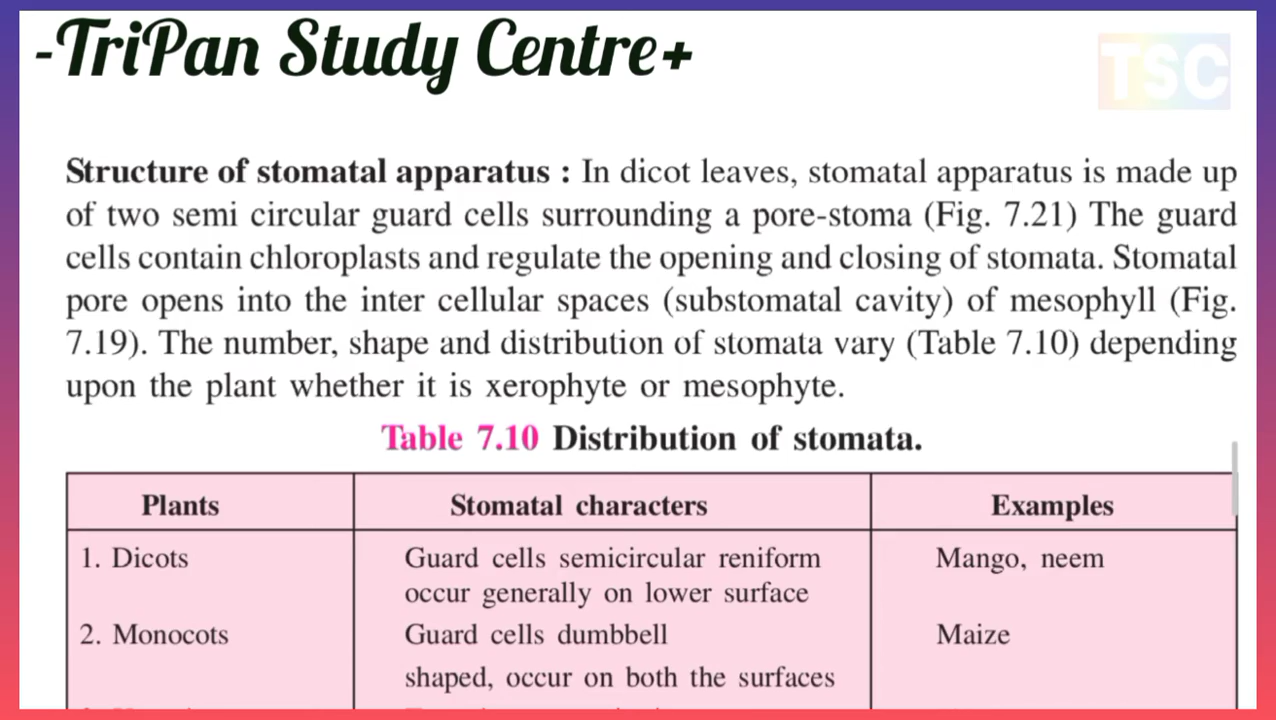 -TriPan Study Centre+
TSC
Structure of stomatal apparatus : In dicot leaves, stomatal apparatus is made up
of two semi circular guard cells surrounding a pore-stoma (Fig. 7.21) The guard
cells contain chloroplasts and regulate the opening and closing of stomata. Stomatal
pore opens into the inter cellular spaces (substomatal cavity) of mesophyll (Fig.
7.19). The number, shape and distribution of stomata vary (Table 7.10) depending
upon the plant whether it is xerophyte or mesophyte.
Table 7.10 Distribution of stomata.
Plants Stomatal characters Examples
1. Dicots Guard cells semicircular reniform Mango, neem
occur generally on lower surface
2. Monocots Guard cells dumbbell Maize
shaped, occur on both the surfaces